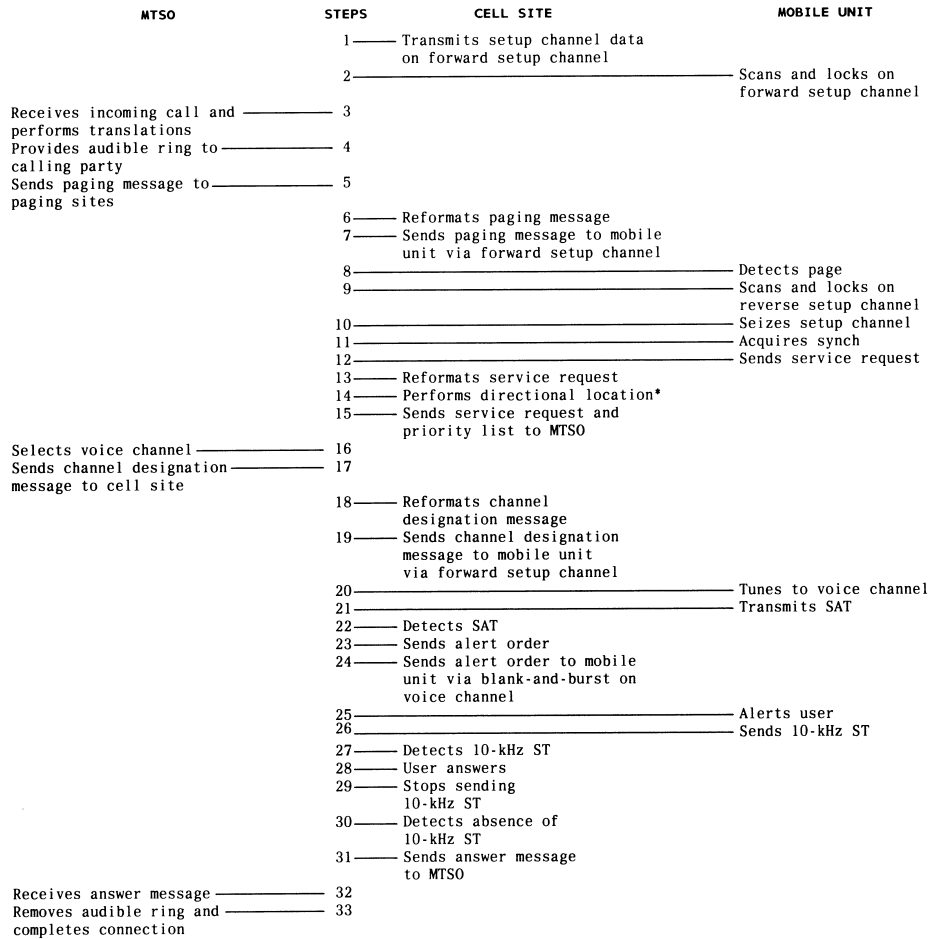 MTSO STEPS CELL SITE MOBILE UNIT
1 Transmits setup channel data
on forward setup channel
2 Scans and locks on
forward setup channel
Receives incoming call and 3
performs translations
Provides audible ring to 4
calling party
Sends paging message to 5
paging sites
6 Reformats paging message
7 Sends paging message to mobile
unit via forward setup channel
8 Detects page
9 Scans and locks on
reverse setup channel
10 Seizes setup channel
11 Acquires synch
12 Sends service request
13 Reformats service request
14 Performs directional location*
15 Sends service request and
priority list to MTSO
Selects voice channel 16
Sends channel designation 17
message to cell site
18 Reformats channel
designation message
19 Sends channel designation
message to mobile unit
via forward setup channel
20 Tunes to voice channel
21 Transmits SAT
22 Detects SAT
23 Sends alert order
24 Sends alert order to mobile
unit via blank-and-burst on
voice channel
25 Alerts user
26 Sends 10-kHz ST
27 Detects 10-kHz ST
28 User answers
29 Stops sending
10-kHz ST
30 Detects absence of
10-kHz ST
31 Sends answer message
to MTSO
Receives answer message 32
Removes audible ring and 33
completes connection